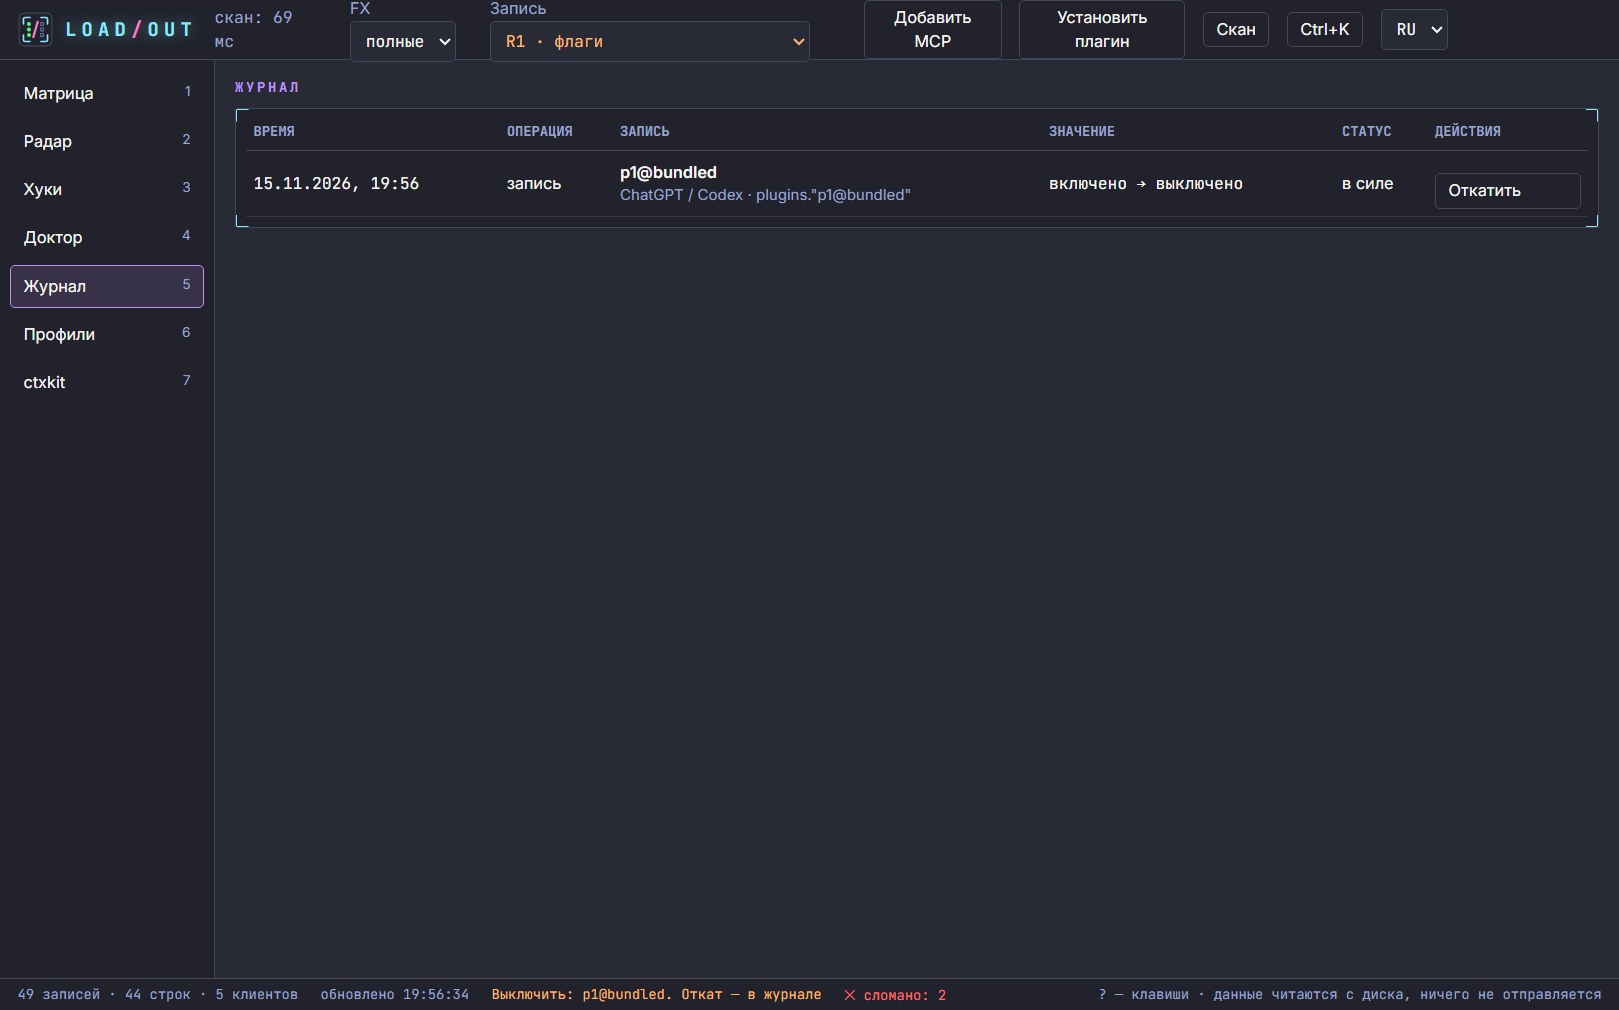 LOAD/OUT
скан: 69
мс
FX
полные
Запись
R1 · флаги
Добавить
MCP
Установить
плагин
Скан
Ctrl+K
RU
Матрица 1
Радар 2
Хуки 3
Доктор 4
Журнал 5
Профили 6
ctxkit 7
ЖУРНАЛ
ВРЕМЯ ОПЕРАЦИЯ ЗАПИСЬ ЗНАЧЕНИЕ СТАТУС ДЕЙСТВИЯ
15.11.2026, 19:56 запись p1@bundled включено → выключено в силе Откатить
ChatGPT / Codex · plugins."p1@bundled"
49 записей · 44 строк · 5 клиентов обновлено 19:56:34 Выключить: p1@bundled. Откат — в журнале × сломано: 2 ? — клавиши · данные читаются с диска, ничего не отправляется